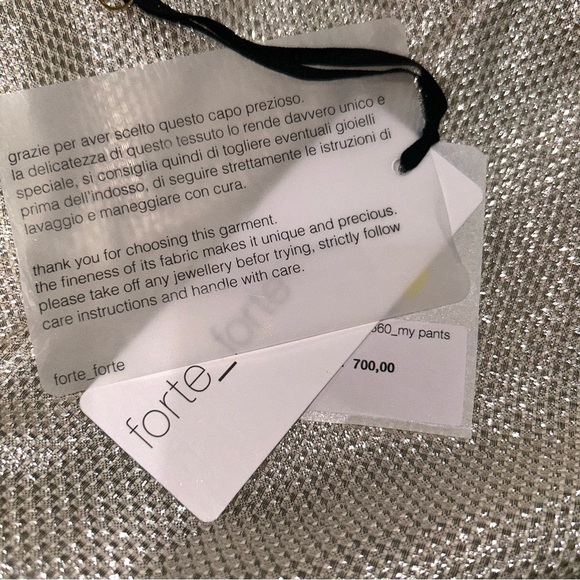 grazie per aver scelto questo capo prezioso.
la delicatezza di questo tessuto lo rende davvero unico e
speciale, si consiglia quindi di togliere eventuali gioielli
prima dell'indosso, di seguire strettamente le istruzioni di
lavaggio e maneggiare con cura.
thank you for choosing this garment.
the fineness of its fabric makes it unique and precious.
please take off any jewellery befor trying, strictly follow
care instructions and handle with care.
forte_forte
forte_forte
60_my pants
700,00